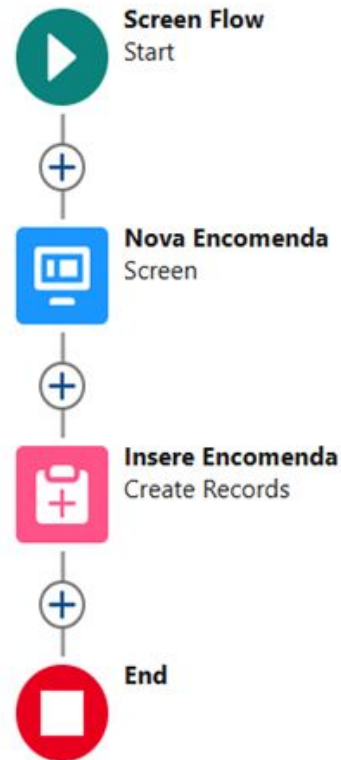 Screen Flow
Start
Nova Encomenda
Screen
Insere Encomenda
Create Records
End